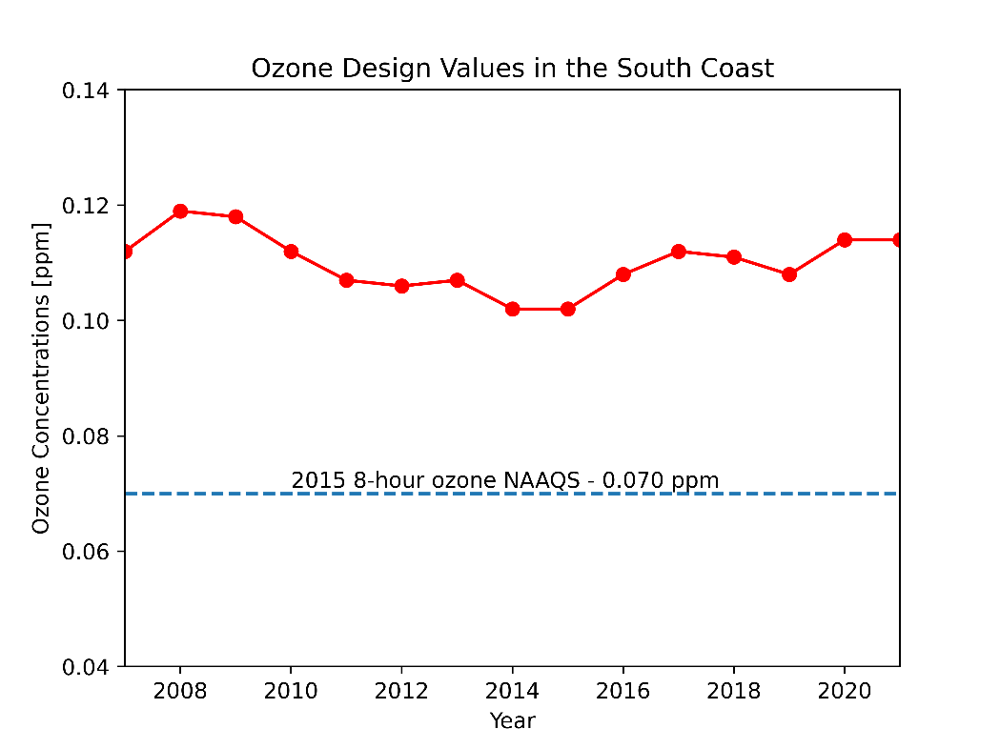 Ozone Design Values in the South Coast
0.14
0.12
0.10
0.08
0.06
0.04
Ozone Concentrations [ppm]
2015 8-hour ozone NAAQS - 0.070 ppm
2008 2010 2012 2014 2016 2018 2020
Year